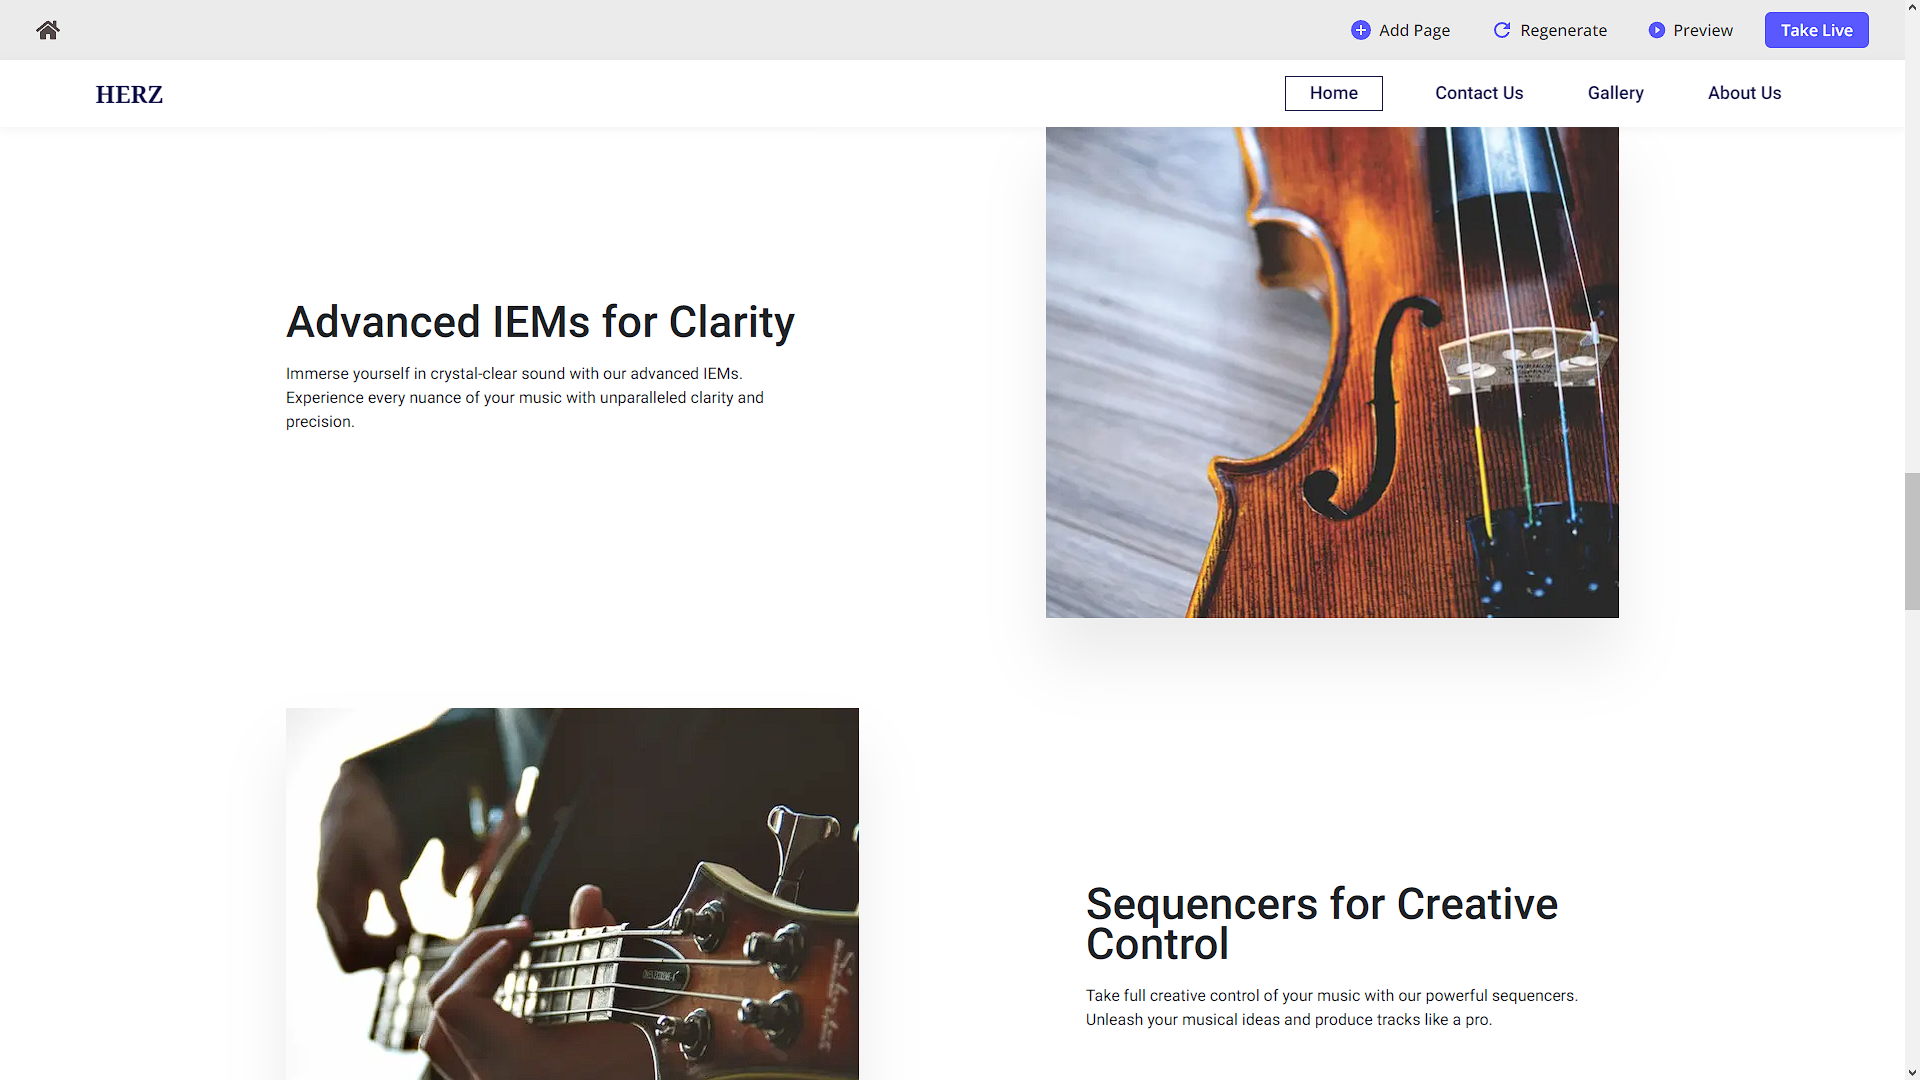 Add Page
Regenerate
Preview
Take Live
HERZ
Home
Contact Us
Gallery
About Us
Advanced IEMs for Clarity
Immerse yourself in crystal-clear sound with our advanced IEMs.
Experience every nuance of your music with unparalleled clarity and
precision.
Sequencers for Creative
Control
Take full creative control of your music with our powerful sequencers.
Unleash your musical ideas and produce tracks like a pro.